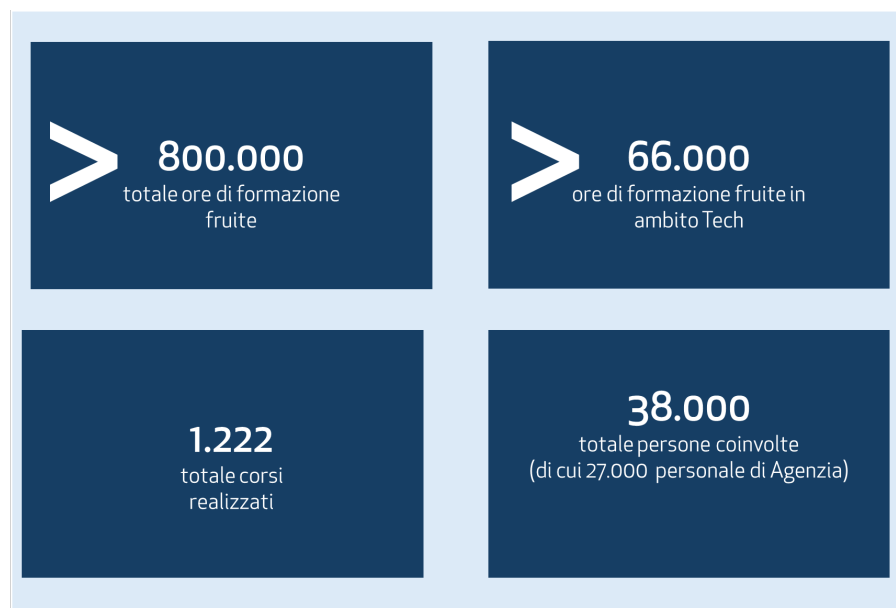 > 800.000
totale ore di formazione
fruite
> 66.000
ore di formazione fruite in
ambito Tech
1.222
totale corsi
realizzati
38.000
totale persone coinvolte
(di cui 27.000 personale di Agenzia)